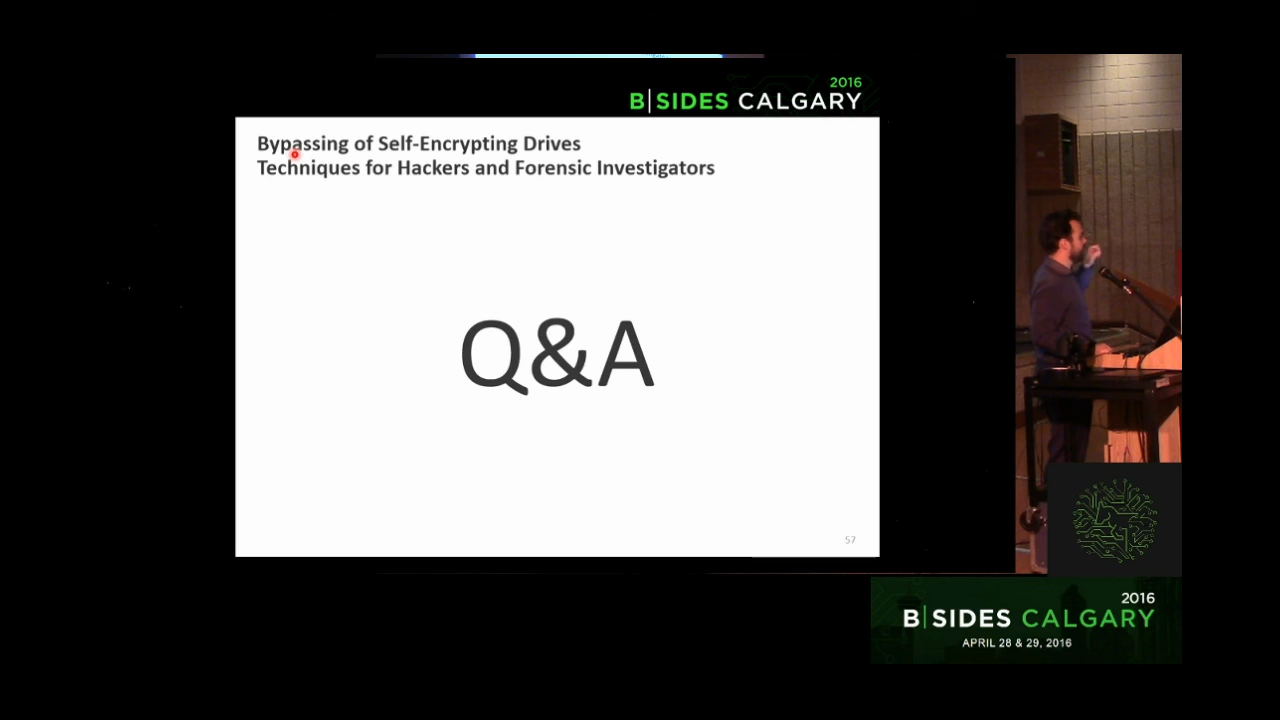 2016
B|SIDES CALGARY
Bypassing of Self-Encrypting Drives
Techniques for Hackers and Forensic Investigators
Q&A
57
2016
B|SIDES CALGARY
APRIL 28 & 29, 2016